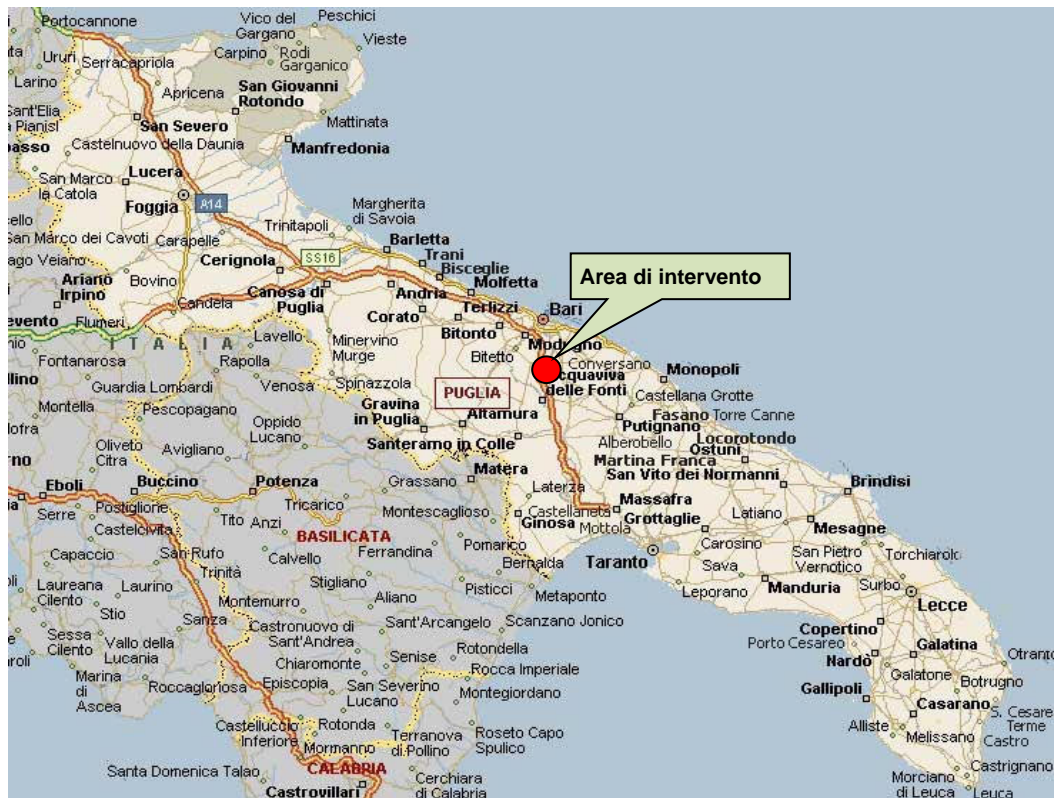 Portocannone
Vico del
Gargano
Peschici
Vieste
Ururi
Serracapriola
Carpino
Rodi
Garganico
Larino
Apricena
San Giovanni
Rotondo
Sant'Elia
a Pianisi
San Severo
Mattinata
passo
Castelnuovo della Daunia
Manfredonia
San Marco
la Catola
Lucera
Foggia
A14
Margherita
di Savoia
Trinitapoli
San Marco dei Cavoti
Carapelle
Barletta
SS16
Trani
Bisceglie
Molfetta
Cerignola
Ariano
Irpino
Bovino
Canosa di
Puglia
Andria
Area di intervento
Bari
Candela
Corato
Terlizzi
Bitonto
Modugno
Flumeri
ITALIA
Lavello
Minervino
Murge
Bitetto
Conversano
Monopoli
Fontanarosa
Rapolla
Guardia Lombardi
Venosa
Spinazzola
PUGLIA
cquaviva
delle Fonti
Castellana Grotte
Montella
Pescopagano
Gravina
in Puglia
Altamura
Fasano
Torre Canne
Putignano
Oppido
Lucano
Oliveto
Citra
Avigliano
Santeramo in Colle
Alberobello
Locorotondo
Ostuni
Martina Franca
San Vito dei Normanni
Matera
Eboli
Buccino
Potenza
Grassano
Laterza
Brindisi
Serre
Postiglione
Tricarico
Castellaneta
Massafra
Tito
Anzi
Montescaglioso
Ginosa
Mottola
Grottaglie
Latiano
Mesagne
Castelcivita
BASILICATA
Capaccio
San Rufo
Calvello
Ferrandina
Pomarico
Taranto
Carosino
San Pietro
Vernotico
Torchiarolo
Bernalda
Sava
Laureana
Cilento
Laurino
Trinità
Stigliano
Pisticci
Metaponto
Leporano
Manduria
Surbo
Lecce
Stio
Montemurro
Aliano
Sessa
Cilento
Sanza
Castronuovo di
Sant'Andrea
Sant'Arcangelo
Scanzano Jonico
Copertino
Vallo della
Lucania
Porto Cesareo
Galatina
Chiaromonte
Senise
Rotondella
Nardò
Otranto
Marina
di
Ascea
Roccagloriosa
Episcopia
San Severino
Lucano
Rocca Imperiale
Montegiordano
Galatone
Botrugno
Gallipoli
Casarano
S. Cesare
Terme
Castelluccio
Inferiore
Rotonda
Mormanno
Terranova
di Pollino
Roseto Capo
Spulico
Alliste
Melissano
Castro
Santa Domenica Talao
CALABRIA
Castrovillari
Cerchiara
di Calabria
Castrignano
Morciano
di Leuca
Leuca